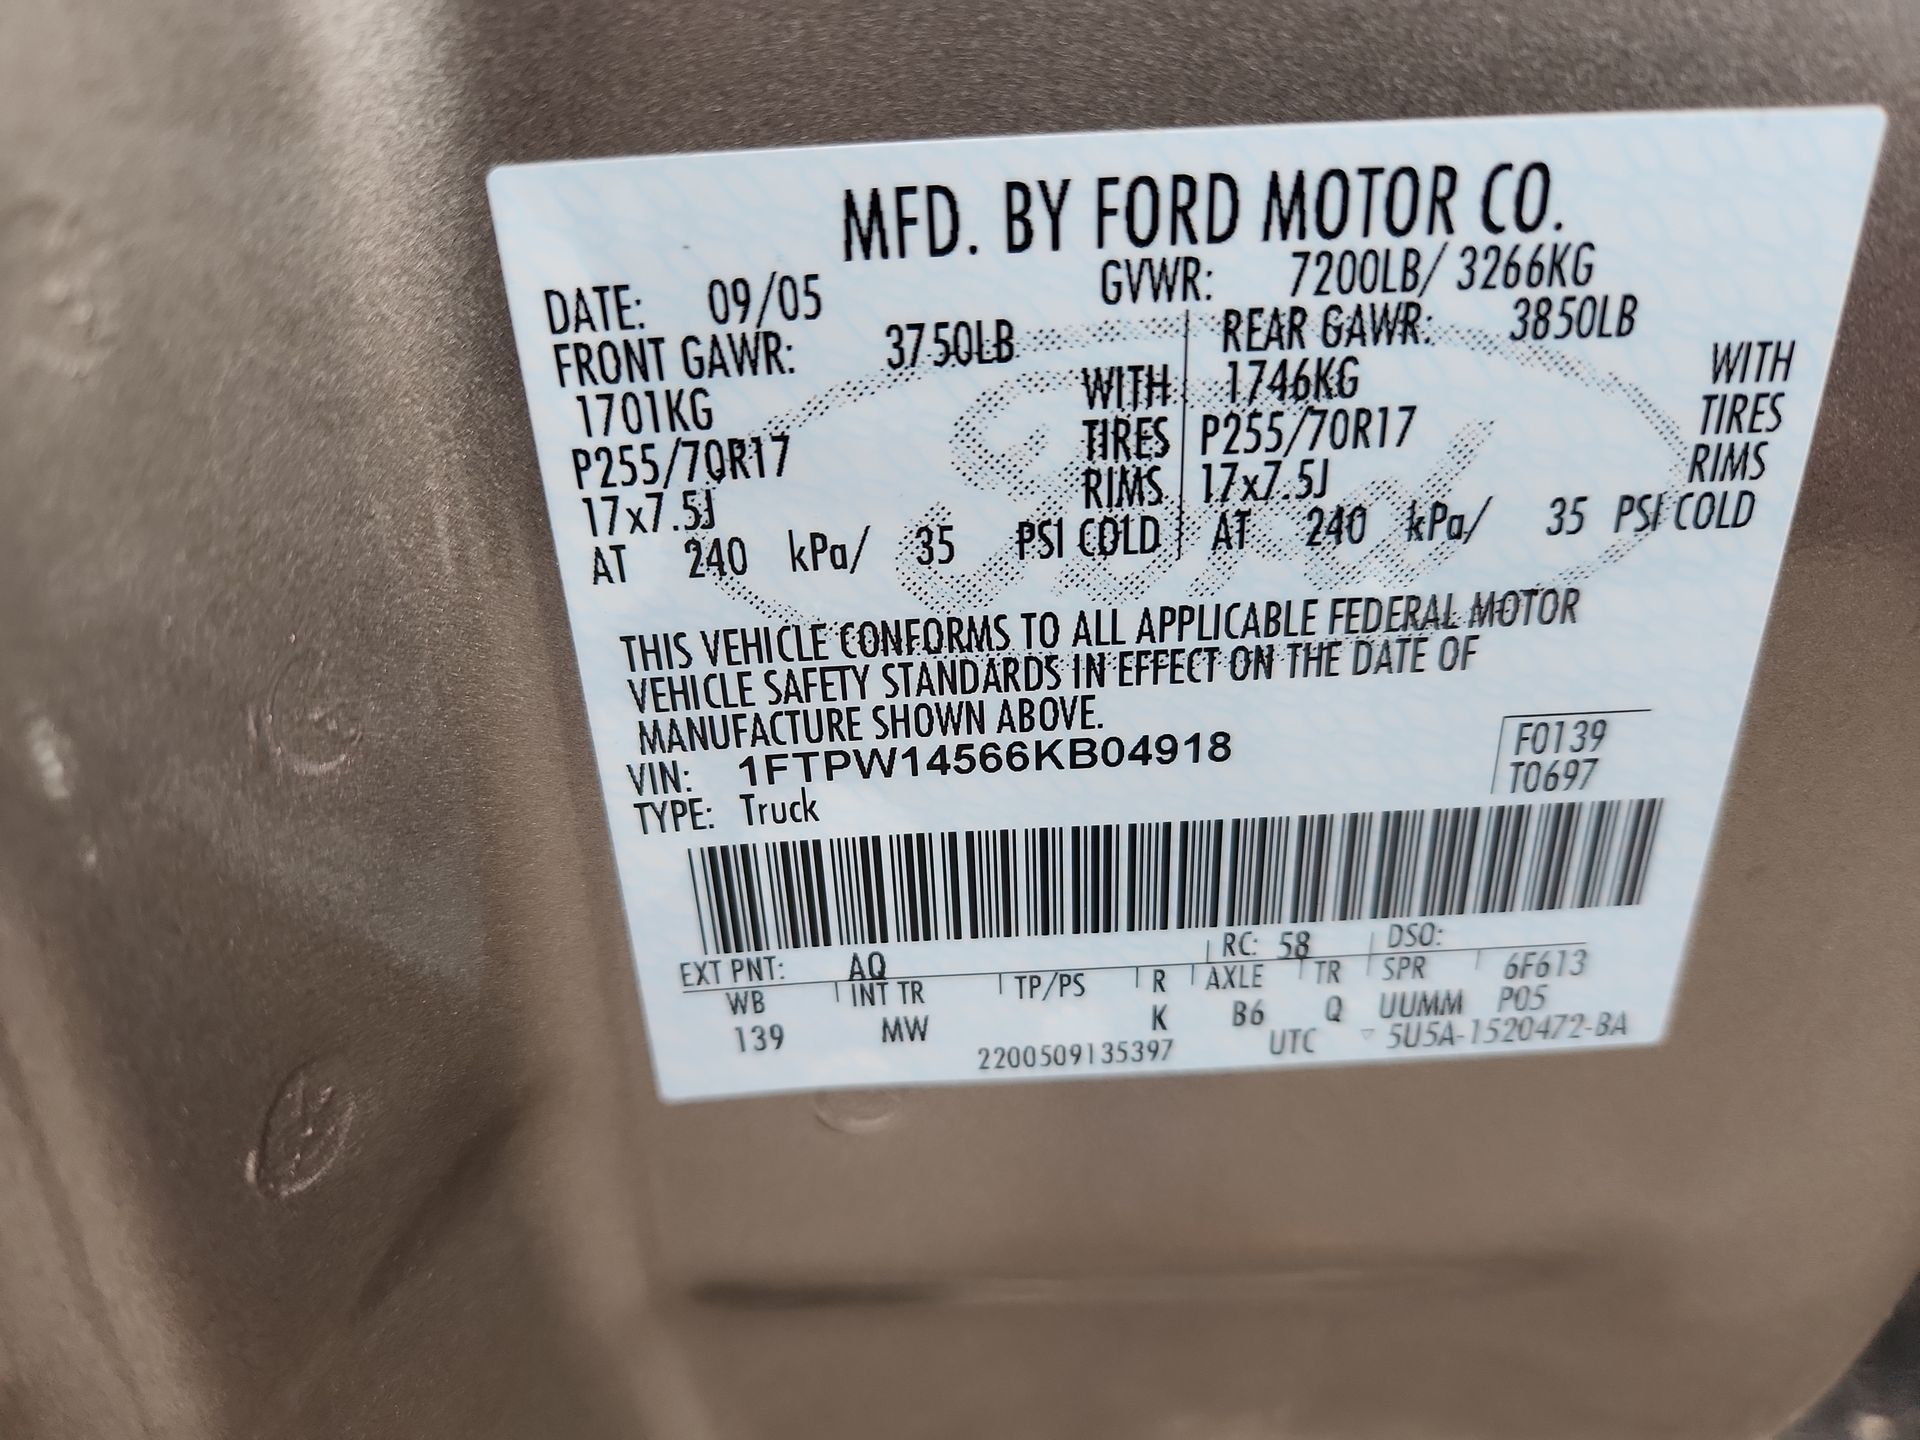 MFD. BY FORD MOTOR CO.
DATE: 09/05 GVWR: 7200LB/ 3266KG
FRONT GAWR: 3750LB REAR GAWR: 3850LB
1701KG WITH 1746KG WITH
P255/70R17 TIRES P255/70R17 TIRES
17x7.5J RIMS 17x7.5J RIMS
AT 240 kPa/ 35 PSI COLD AT 240 kPa/ 35 PSI COLD
THIS VEHICLE CONFORMS TO ALL APPLICABLE FEDERAL MOTOR
VEHICLE SAFETY STANDARDS IN EFFECT ON THE DATE OF
MANUFACTURE SHOWN ABOVE.
VIN: 1FTPW14566KB04918 F0139
TYPE: Truck T0697
EXT PNT: AQ RC: 58 DSO:
WB INT TR TP/PS R AXLE TR SPR 6F613
139 MW K B6 Q UUMM P05
2200509135397 UTC ▽ 5U5A-1520472-BA
Ford